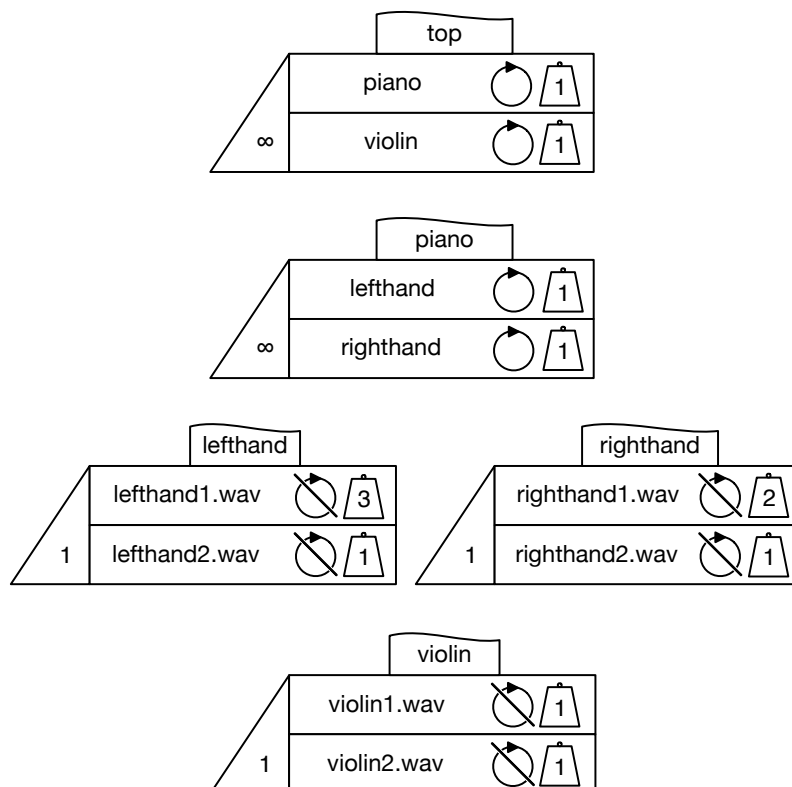 top
piano 1
∞ violin 1
piano
lefthand 1
∞ righthand 1
lefthand
lefthand1.wav 3
1 lefthand2.wav 1
righthand
righthand1.wav 2
1 righthand2.wav 1
violin
violin1.wav 1
1 violin2.wav 1